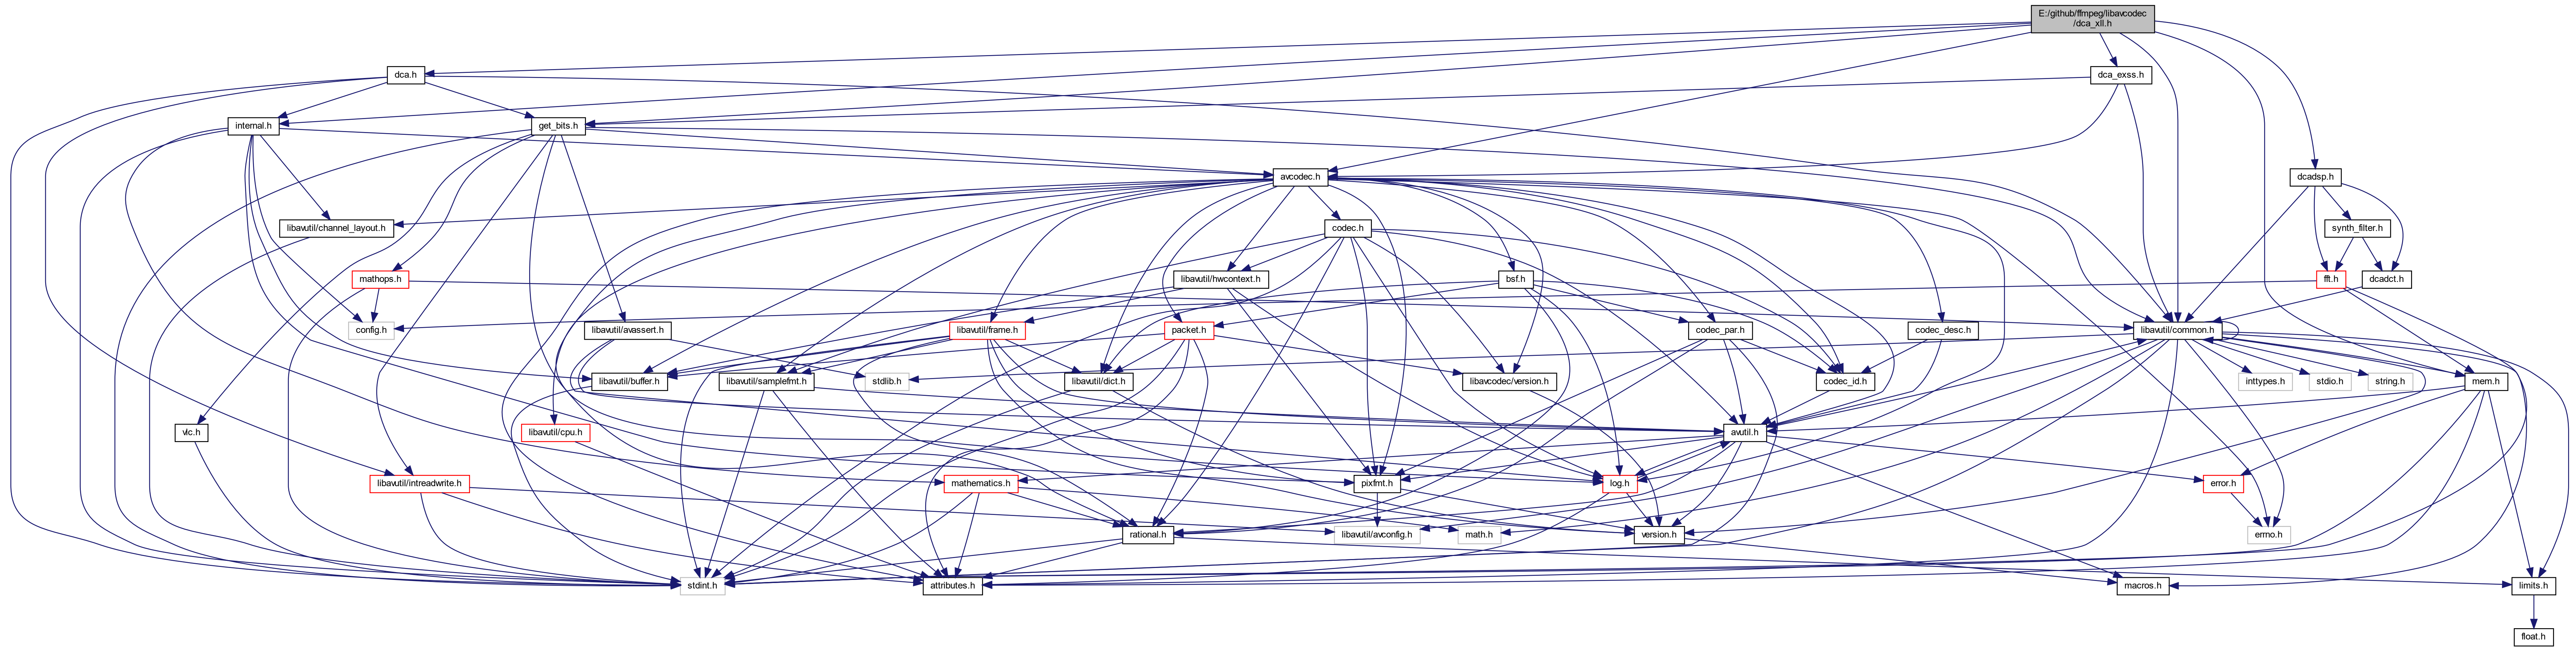 E:/github/ffmpeg/libavcodec
/dca_xll.h
dca.h
dca_exss.h
internal.h
get_bits.h
avcodec.h
dcadsp.h
libavutil/channel_layout.h
codec.h
synth_filter.h
mathops.h
libavutil/hwcontext.h
bsf.h
fft.h
dcadct.h
config.h
libavutil/avassert.h
libavutil/frame.h
packet.h
codec_par.h
codec_desc.h
libavutil/common.h
libavutil/buffer.h
libavutil/samplefmt.h
stdlib.h
libavutil/dict.h
libavcodec/version.h
codec_id.h
inttypes.h
stdio.h
string.h
mem.h
vlc.h
libavutil/cpu.h
avutil.h
libavutil/intreadwrite.h
mathematics.h
pixfmt.h
log.h
error.h
rational.h
libavutil/avconfig.h
math.h
version.h
errno.h
stdint.h
attributes.h
macros.h
limits.h
float.h